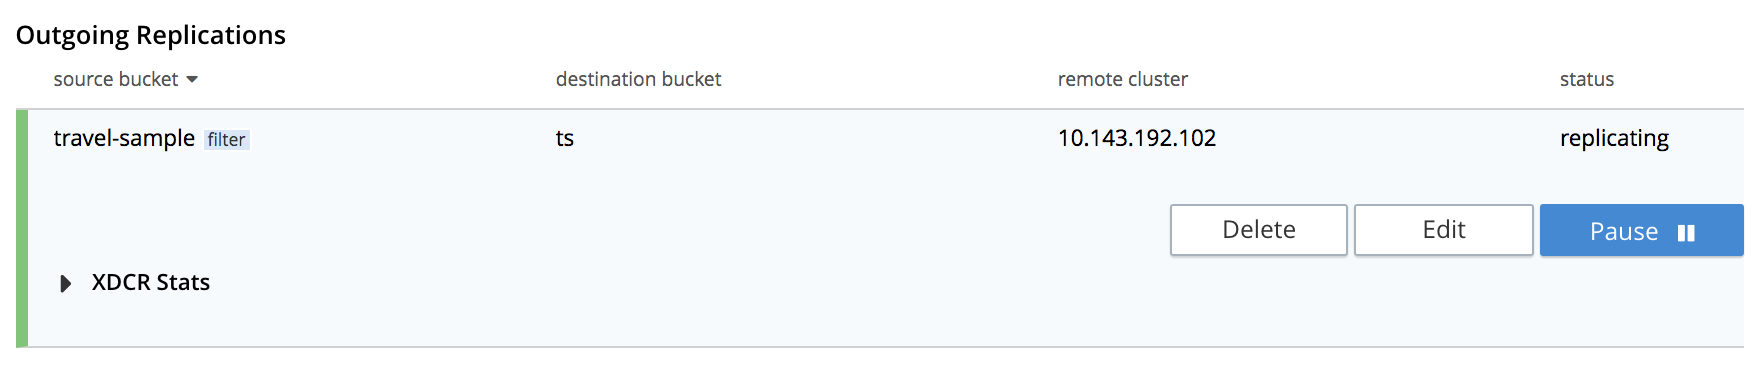 Outgoing Replications
source bucket destination bucket remote cluster status
travel-sample filter ts 10.143.192.102 replicating
Delete Edit Pause
XDCR Stats